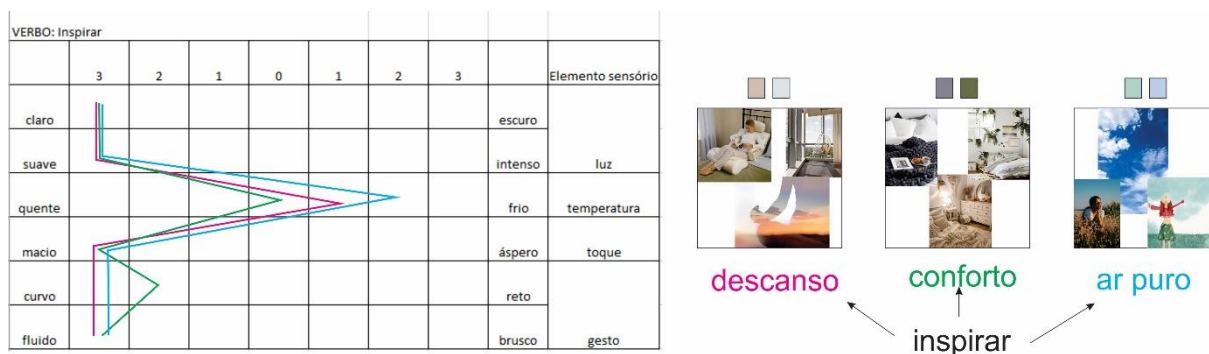 VERBO: Inspirar
3 2 1 0 1 2 3 Elemento sensório
claro escuro
suave intenso luz
quente frio temperatura
macio áspero toque
curvo reto
fluido brusco gesto
descanso conforto ar puro
inspirar